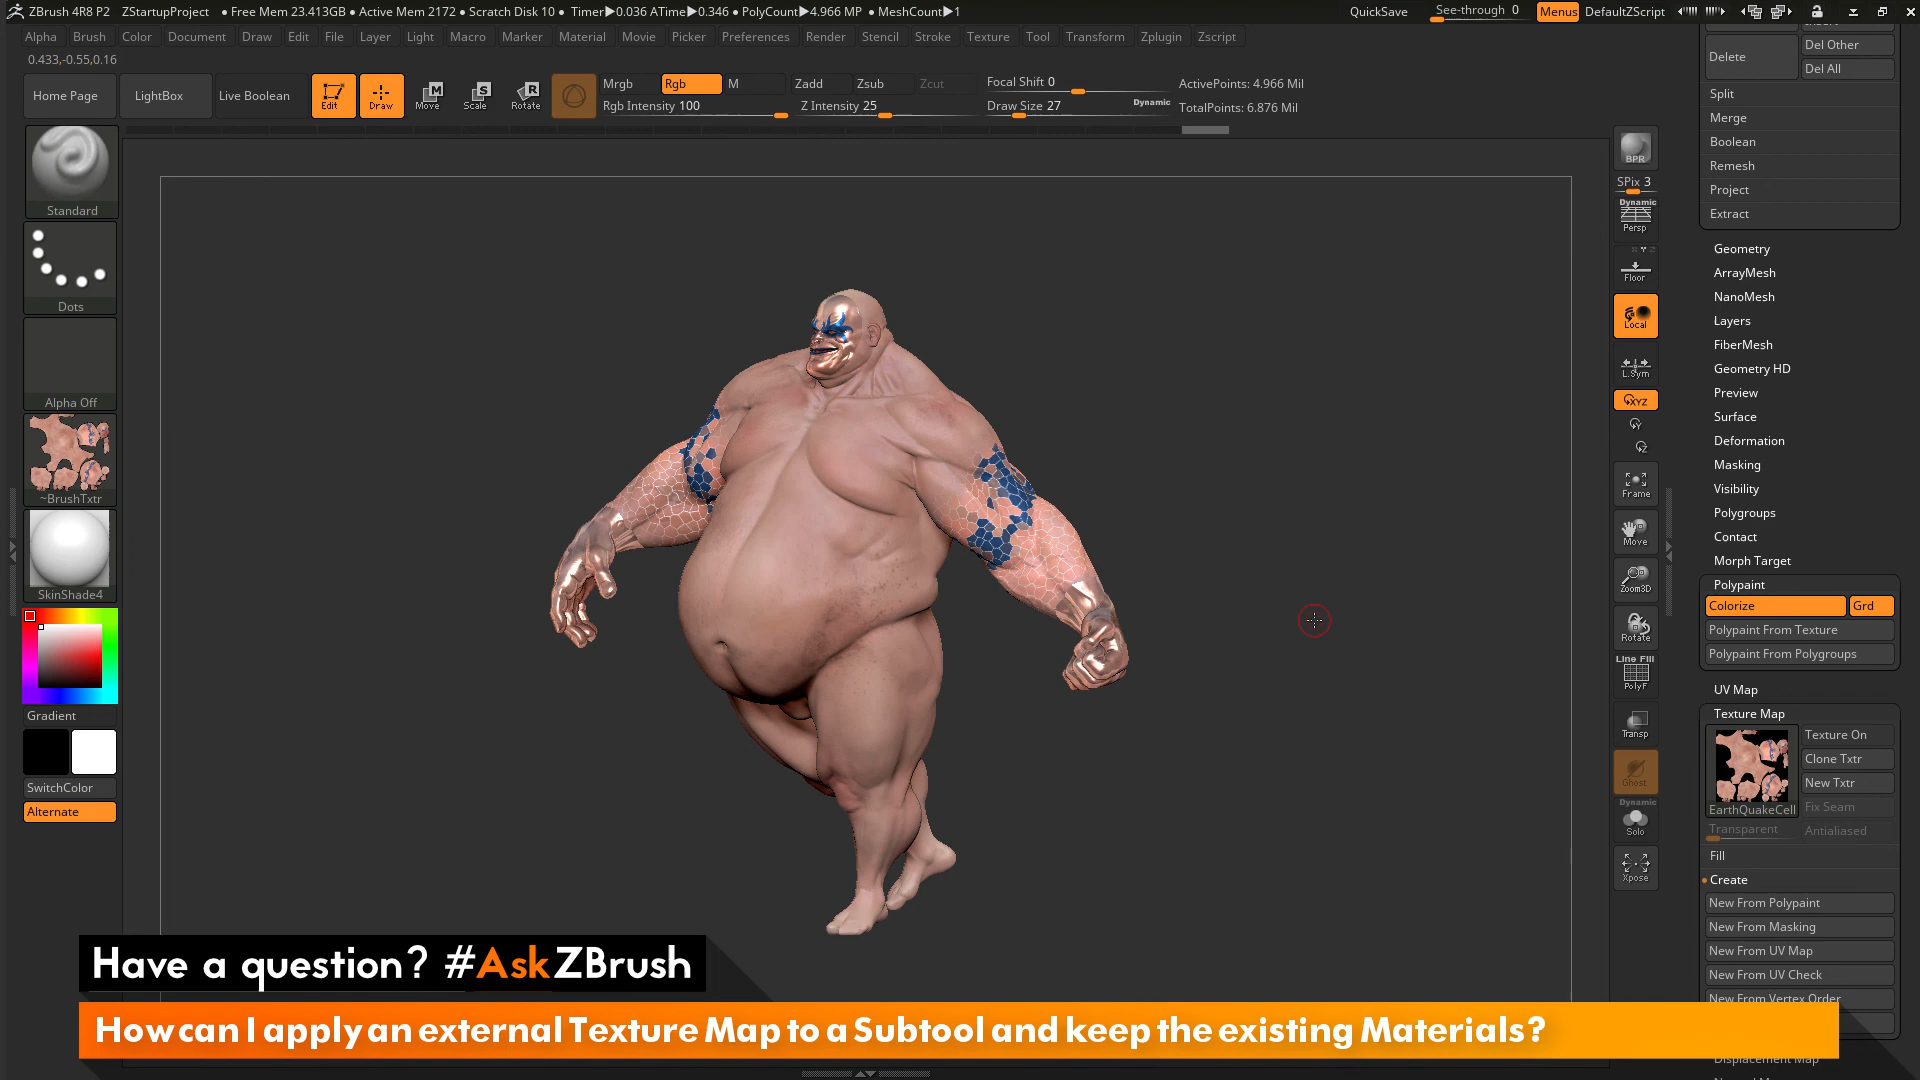 ZBrush 4R8 P2 ZStartupProject • Free Mem 23.413GB • Active Mem 2172 • Scratch Disk 10 • Timer▶0.036 ATime▶0.346 • PolyCount▶4.966 MP • MeshCount▶1 QuickSave See-through 0 Menus DefaultZScript
Alpha Brush Color Document Draw Edit File Layer Light Macro Marker Material Movie Picker Preferences Render Stencil Stroke Texture Tool Transform Zplugin Zscript
0.433,-0.55,0.16
Home Page LightBox Live Boolean Edit Draw Move Scale Rotate
Mrgb Rgb M Zadd Zsub Zcut Focal Shift 0 ActivePoints: 4.966 Mil
Rgb Intensity 100 Z Intensity 25 Draw Size 27 Dynamic TotalPoints: 6.876 Mil
Standard
Dots
Alpha Off
~BrushTxtr
SkinShade4
Gradient
SwitchColor
Alternate
BPR
SPix 3
Dynamic
Persp
Floor
Local
L.Sym
XYZ
Y
Z
Frame
Move
Zoom3D
Rotate
Line Fill
PolyF
Transp
Ghost
Dynamic
Solo
Xpose
Delete
Del Other
Del All
Split
Merge
Boolean
Remesh
Project
Extract
Geometry
ArrayMesh
NanoMesh
Layers
FiberMesh
Geometry HD
Preview
Surface
Deformation
Masking
Visibility
Polygroups
Contact
Morph Target
Polypaint
Colorize Grd
Polypaint From Texture
Polypaint From Polygroups
UV Map
Texture Map
Texture On
Clone Txtr
New Txtr
EarthQuakeCell Fix Seam
Transparent Antialiased
Fill
Create
New From Polypaint
New From Masking
New From UV Map
New From UV Check
New From Vertex Order
Displacement Map
Have a question? #AskZBrush
How can I apply an external Texture Map to a Subtool and keep the existing Materials?